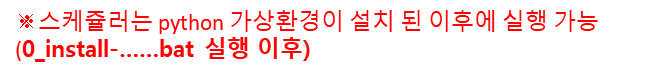 ※ 스케쥴러는 python 가상환경이 설치 된 이후에 실행 가능
(0_install-……bat 실행 이후)